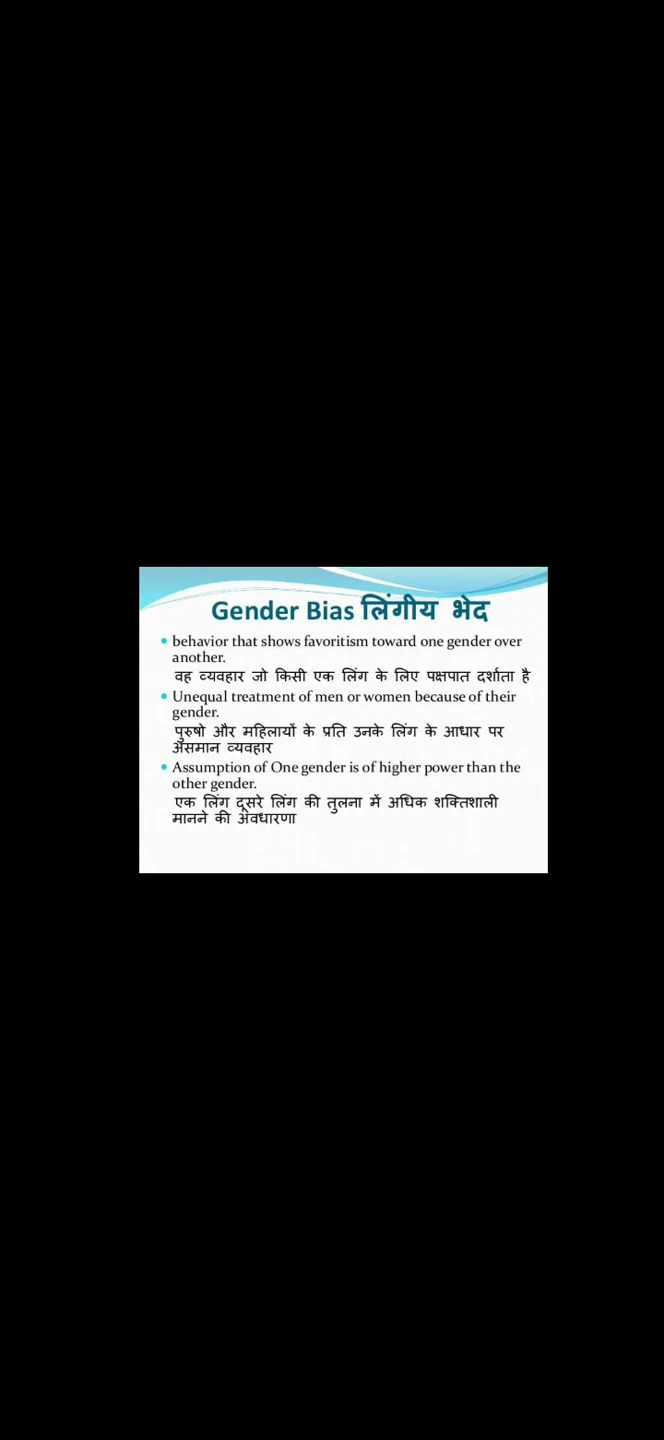 Gender Bias लिंगीय भेद
• behavior that shows favoritism toward one gender over
another.
वह व्यवहार जो किसी एक लिंग के लिए पक्षपात दर्शाता है
• Unequal treatment of men or women because of their
gender.
पुरुषो और महिलायों के प्रति उनके लिंग के आधार पर
असमान व्यवहार
• Assumption of One gender is of higher power than the
other gender.
एक लिंग दूसरे लिंग की तुलना में अधिक शक्तिशाली
मानने की अवधारणा